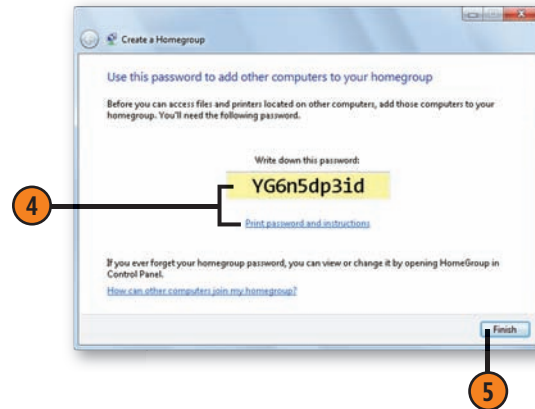 Create a Homegroup
Use this password to add other computers to your homegroup
Before you can access files and printers located on other computers, add those computers to your
homegroup. You'll need the following password.
Write down this password:
YG6n5dp3id
4
Print password and instructions
If you ever forget your homegroup password, you can view or change it by opening HomeGroup in
Control Panel.
How can other computers join my homegroup?
Finish
5